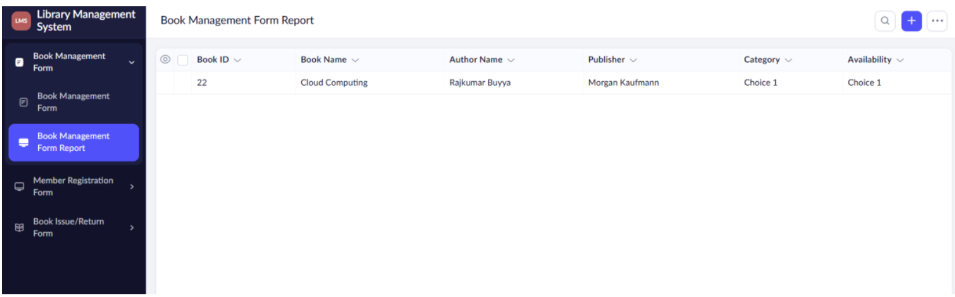 LMS
Library Management
System
Book Management Form Report
Book Management
Form
Book Management
Form
Book Management
Form Report
Member Registration
Form
Book Issue/Return
Form
Book ID Book Name Author Name Publisher Category Availability
22 Cloud Computing Rajkumar Buyya Morgan Kaufmann Choice 1 Choice 1